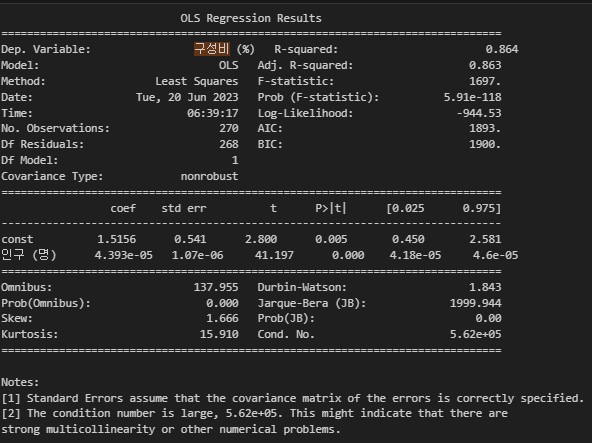 OLS Regression Results
==============================================================================
Dep. Variable: 구성비 (%) R-squared: 0.864
Model: OLS Adj. R-squared: 0.863
Method: Least Squares F-statistic: 1697.
Date: Tue, 20 Jun 2023 Prob (F-statistic): 5.91e-118
Time: 06:39:17 Log-Likelihood: -944.53
No. Observations: 270 AIC: 1893.
Df Residuals: 268 BIC: 1900.
Df Model: 1
Covariance Type: nonrobust
==============================================================================
coef std err t P>|t| [0.025 0.975]
------------------------------------------------------------------------------
const 1.5156 0.541 2.800 0.005 0.450 2.581
인구 (명) 4.393e-05 1.07e-06 41.197 0.000 4.18e-05 4.6e-05
==============================================================================
Omnibus: 137.955 Durbin-Watson: 1.843
Prob(Omnibus): 0.000 Jarque-Bera (JB): 1999.944
Skew: 1.666 Prob(JB): 0.00
Kurtosis: 15.910 Cond. No. 5.62e+05
==============================================================================
Notes:
[1] Standard Errors assume that the covariance matrix of the errors is correctly specified.
[2] The condition number is large, 5.62e+05. This might indicate that there are
strong multicollinearity or other numerical problems.